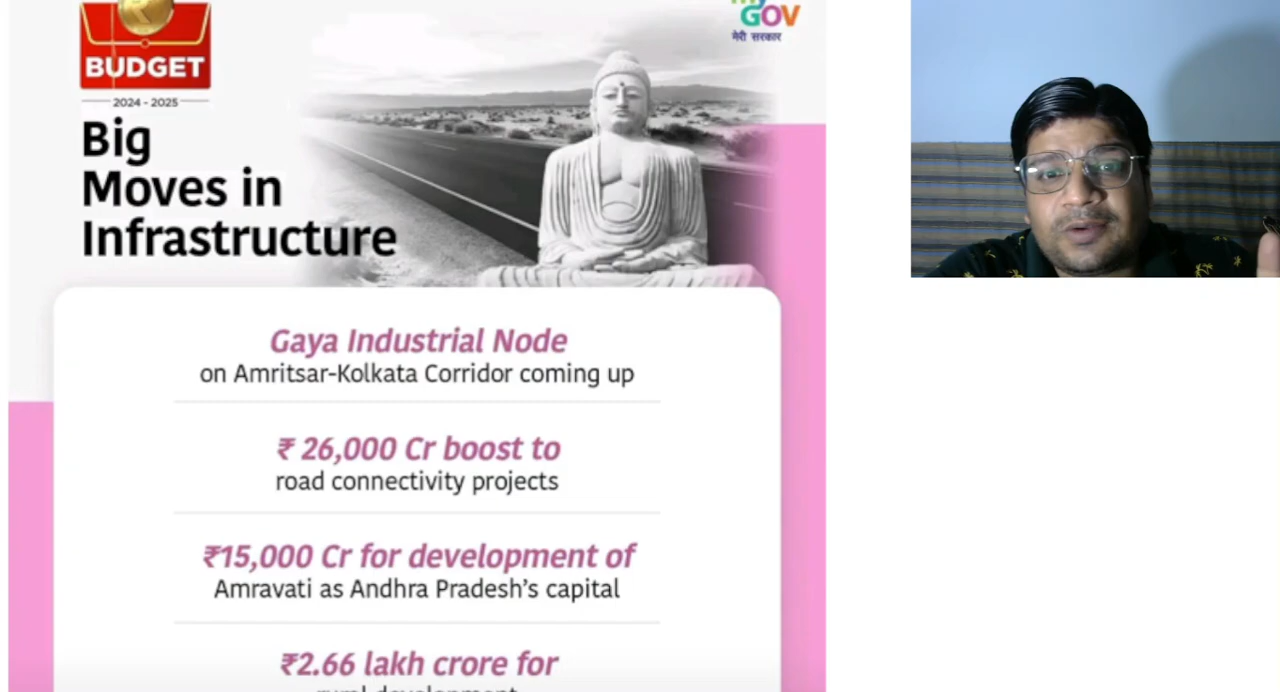 BUDGET
2024 - 2025
GOV
मेरी सरकार
Big
Moves in
Infrastructure
Gaya Industrial Node
on Amritsar-Kolkata Corridor coming up
₹ 26,000 Cr boost to
road connectivity projects
₹15,000 Cr for development of
Amravati as Andhra Pradesh’s capital
₹2.66 lakh crore for